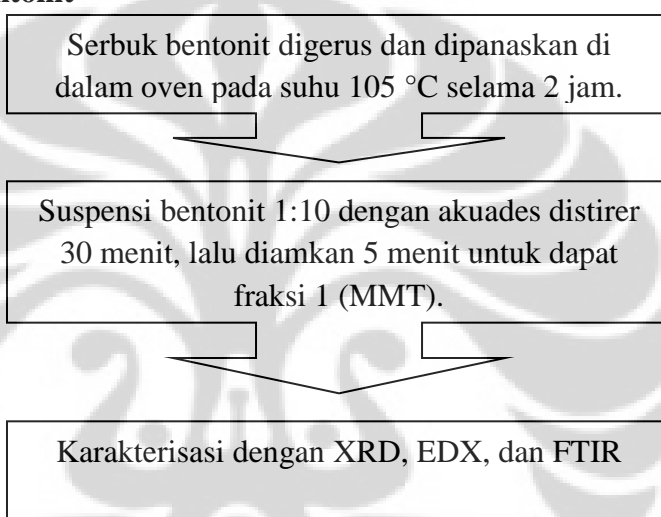 Serbuk bentonit digerus dan dipanaskan di
dalam oven pada suhu 105 °C selama 2 jam.
Suspensi bentonit 1:10 dengan akuades distirer
30 menit, lalu diamkan 5 menit untuk dapat
fraksi 1 (MMT).
Karakterisasi dengan XRD, EDX, dan FTIR